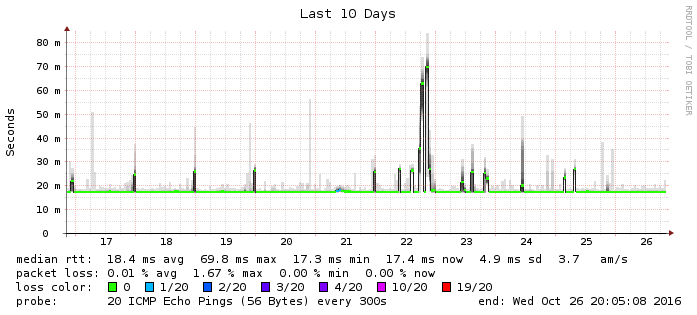 Last 10 Days
RRDTOOL / TOBI OETIKER
Seconds
80 m
70 m
60 m
50 m
40 m
30 m
20 m
10 m
0
17 18 19 20 21 22 23 24 25 26
median rtt: 18.4 ms avg 69.8 ms max 17.3 ms min 17.4 ms now 4.9 ms sd 3.7 am/s
packet loss: 0.01 % avg 1.67 % max 0.00 % min 0.00 % now
loss color: 0 1/20 2/20 3/20 4/20 10/20 19/20
probe: 20 ICMP Echo Pings (56 Bytes) every 300s end: Wed Oct 26 20:05:08 2016